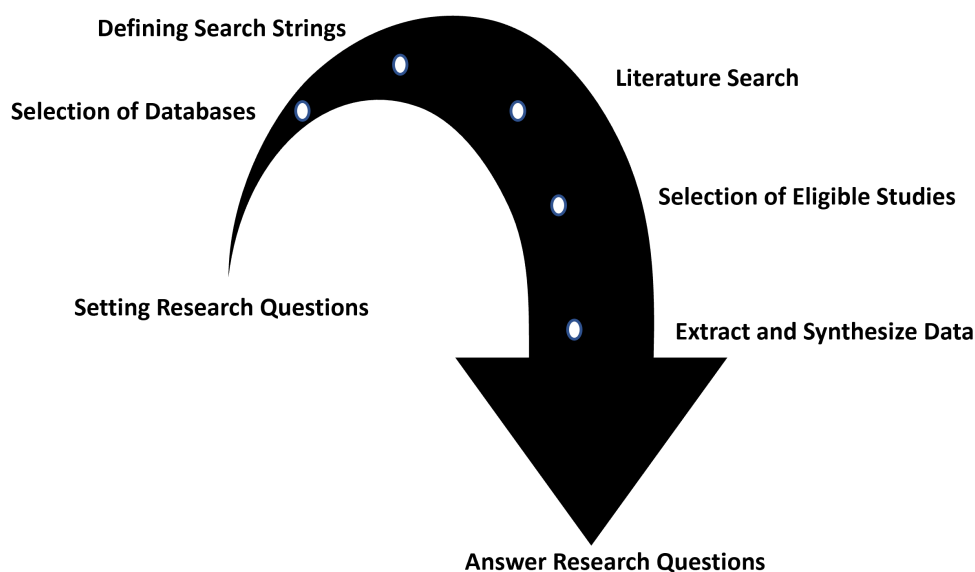 Defining Search Strings
Literature Search
Selection of Databases
Selection of Eligible Studies
Setting Research Questions
Extract and Synthesize Data
Answer Research Questions